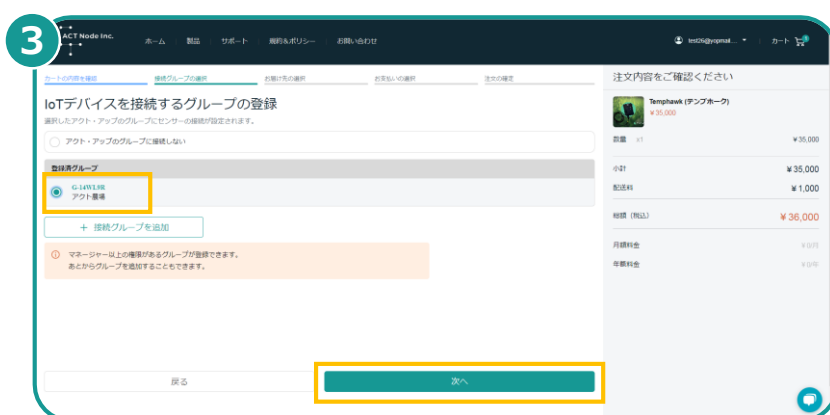 3
ACT Node Inc.
ホーム 製品 サポート 規約&ポリシー お問い合わせ
test26@yopmail... カート
カートの内容を確認 接続グループの選択 お届け先の選択 お支払いの選択 注文の確定
IoTデバイスを接続するグループの登録
選択したアクト・アップのグループにセンサーの接続が設定されます。
アクト・アップのグループに接続しない
登録済グループ
アクト農場
+ 接続グループを追加
マネージャー以上の権限があるグループが登録できます。
あとからグループを追加することもできます。
戻る
次へ
注文内容をご確認ください
Temphawk (テンプホーク)
¥35,000
数量 x1 ¥35,000
小計 ¥35,000
配送料 ¥1,000
総額 (税込) ¥36,000
月額料金 ¥0/月
年額料金 ¥0/年